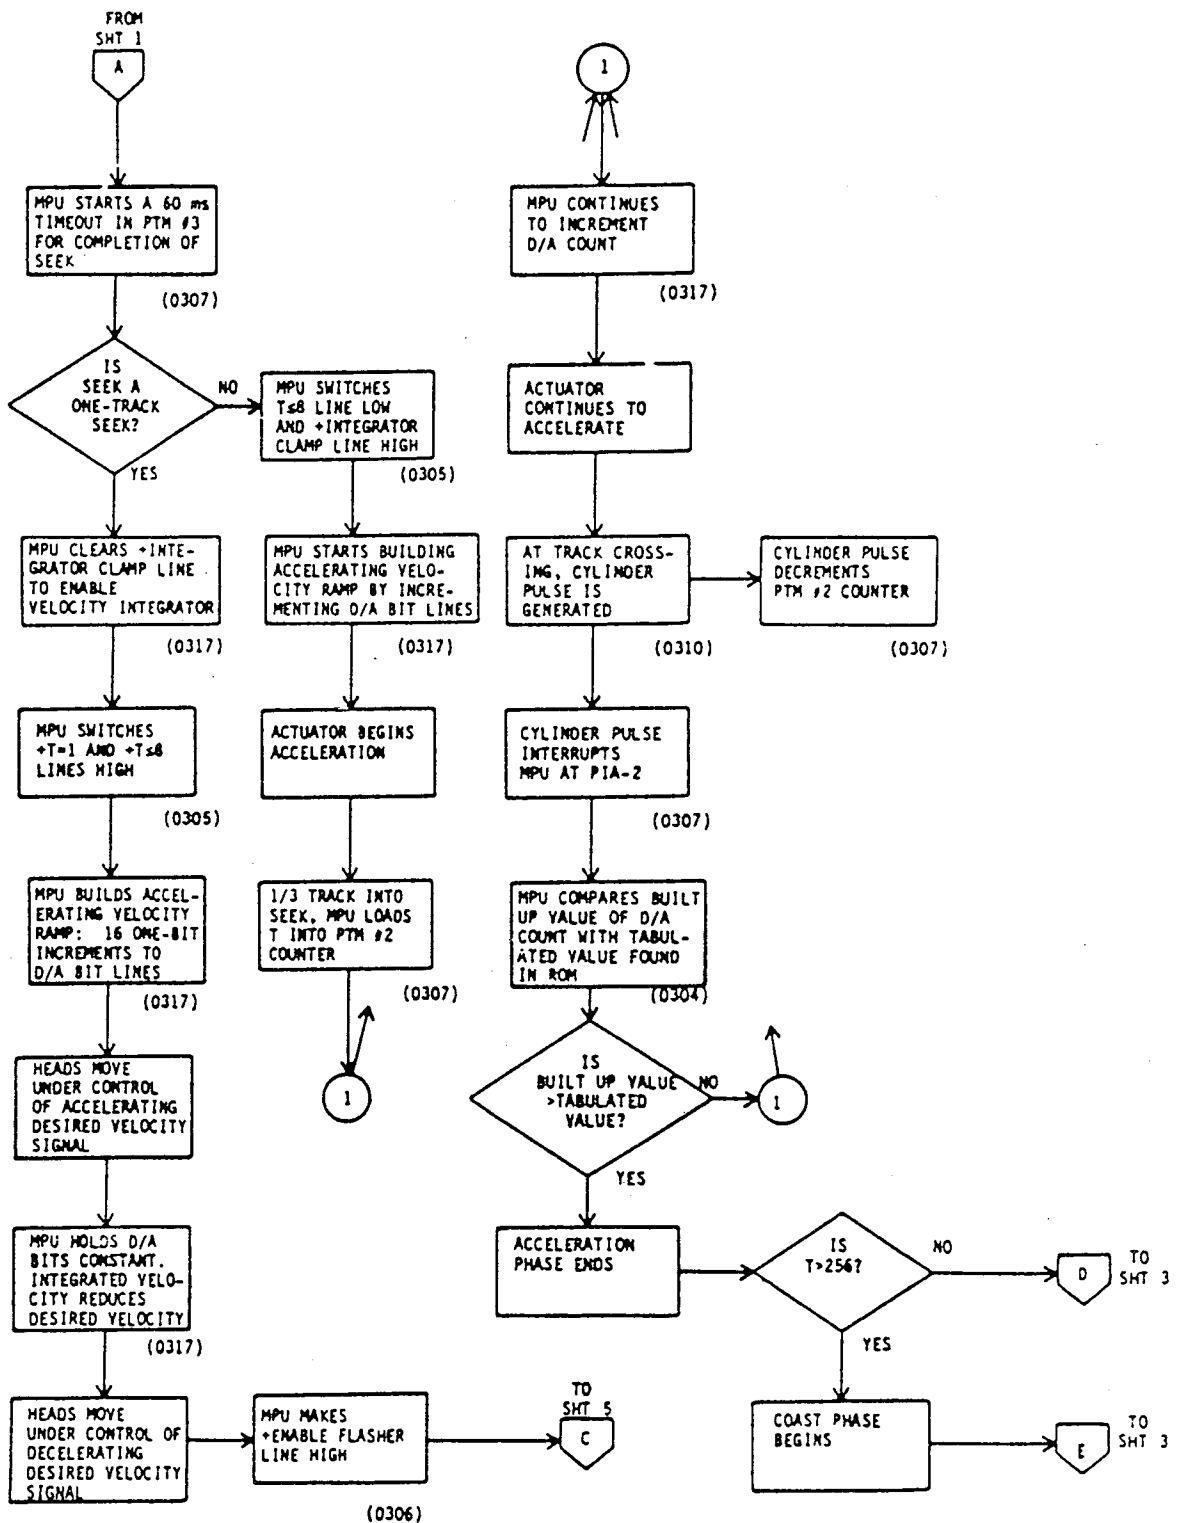 FROM
SHT 1
A
MPU STARTS A 60 ms
TIMEOUT IN PTM #3
FOR COMPLETION OF
SEEK
(0307)
IS
SEEK A
ONE-TRACK
SEEK?
NO
YES
MPU CLEARS +INTE-
GRATOR CLAMP LINE
TO ENABLE
VELOCITY INTEGRATOR
(0317)
MPU SWITCHES
+T=1 AND +T≤8
LINES HIGH
(0305)
MPU BUILDS ACCEL-
ERATING VELOCITY
RAMP: 16 ONE-BIT
INCREMENTS TO
D/A BIT LINES
(0317)
HEADS MOVE
UNDER CONTROL
OF ACCELERATING
DESIRED VELOCITY
SIGNAL
MPU HOLDS D/A
BITS CONSTANT.
INTEGRATED VELO-
CITY REDUCES
DESIRED VELOCITY
(0317)
HEADS MOVE
UNDER CONTROL OF
DECELERATING
DESIRED VELOCITY
SIGNAL
MPU MAKES
+ENABLE FLASHER
LINE HIGH
(0306)
TO
SHT 5
C
MPU SWITCHES
T≤8 LINE LOW
AND +INTEGRATOR
CLAMP LINE HIGH
(0305)
MPU STARTS BUILDING
ACCELERATING VELO-
CITY RAMP BY INCRE-
MENTING D/A BIT LINES
(0317)
ACTUATOR BEGINS
ACCELERATION
1/3 TRACK INTO
SEEK, MPU LOADS
T INTO PTM #2
COUNTER
(0307)
1
1
MPU CONTINUES
TO INCREMENT
D/A COUNT
(0317)
ACTUATOR
CONTINUES TO
ACCELERATE
AT TRACK CROSS-
ING, CYLINDER
PULSE IS
GENERATED
(0310)
CYLINDER PULSE
DECREMENTS
PTM #2 COUNTER
(0307)
CYLINDER PULSE
INTERRUPTS
MPU AT PIA-2
(0307)
MPU COMPARES BUILT
UP VALUE OF D/A
COUNT WITH TABUL-
ATED VALUE FOUND
IN ROM
(0304)
IS
BUILT UP VALUE
>TABULATED
VALUE?
NO
1
YES
ACCELERATION
PHASE ENDS
IS
T>256?
NO
D
TO
SHT 3
YES
COAST PHASE
BEGINS
E
TO
SHT 3